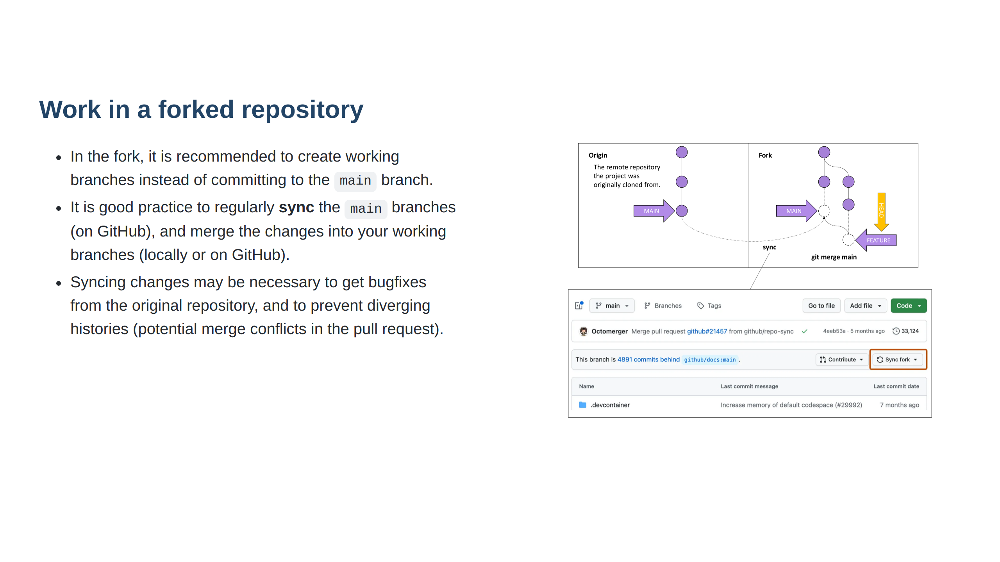 Work in a forked repository
In the fork, it is recommended to create working
branches instead of committing to the main branch.
It is good practice to regularly sync the main branches
(on GitHub), and merge the changes into your working
branches (locally or on GitHub).
Syncing changes may be necessary to get bugfixes
from the original repository, and to prevent diverging
histories (potential merge conflicts in the pull request).
Origin
The remote repository
the project was
originally cloned from.
MAIN
Fork
MAIN
HEAD
FEATURE
sync
git merge main
main Branches Tags Go to file Add file Code
Octomerger Merge pull request github#21457 from github/repo-sync 4eeb53a · 5 months ago 33,124
This branch is 4891 commits behind github/docs:main . Contribute Sync fork
Name Last commit message Last commit date
.devcontainer Increase memory of default codespace (#29992) 7 months ago